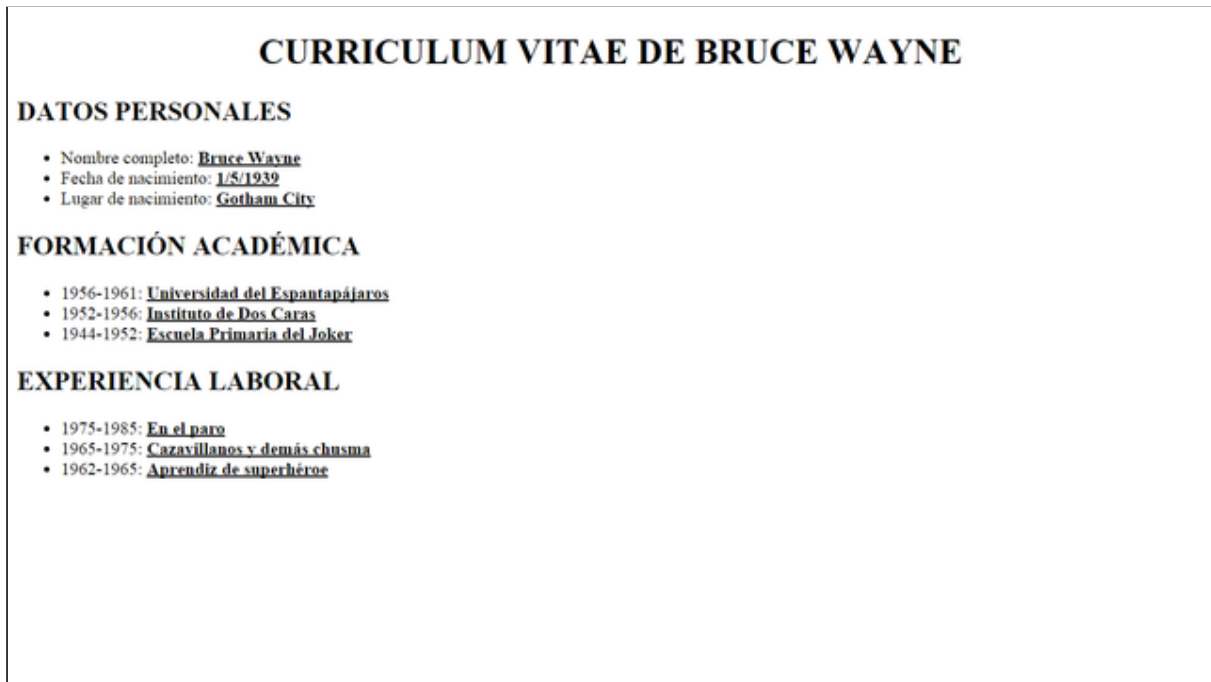 CURRICULUM VITAE DE BRUCE WAYNE
DATOS PERSONALES
• Nombre completo: Bruce Wayne
• Fecha de nacimiento: 1/5/1939
• Lugar de nacimiento: Gotham City
FORMACIÓN ACADÉMICA
• 1956-1961: Universidad del Espantapájaros
• 1952-1956: Instituto de Dos Caras
• 1944-1952: Escuela Primaria del Joker
EXPERIENCIA LABORAL
• 1975-1985: En el paro
• 1965-1975: Cazavillanos y demás chusma
• 1962-1965: Aprendiz de superhéroe